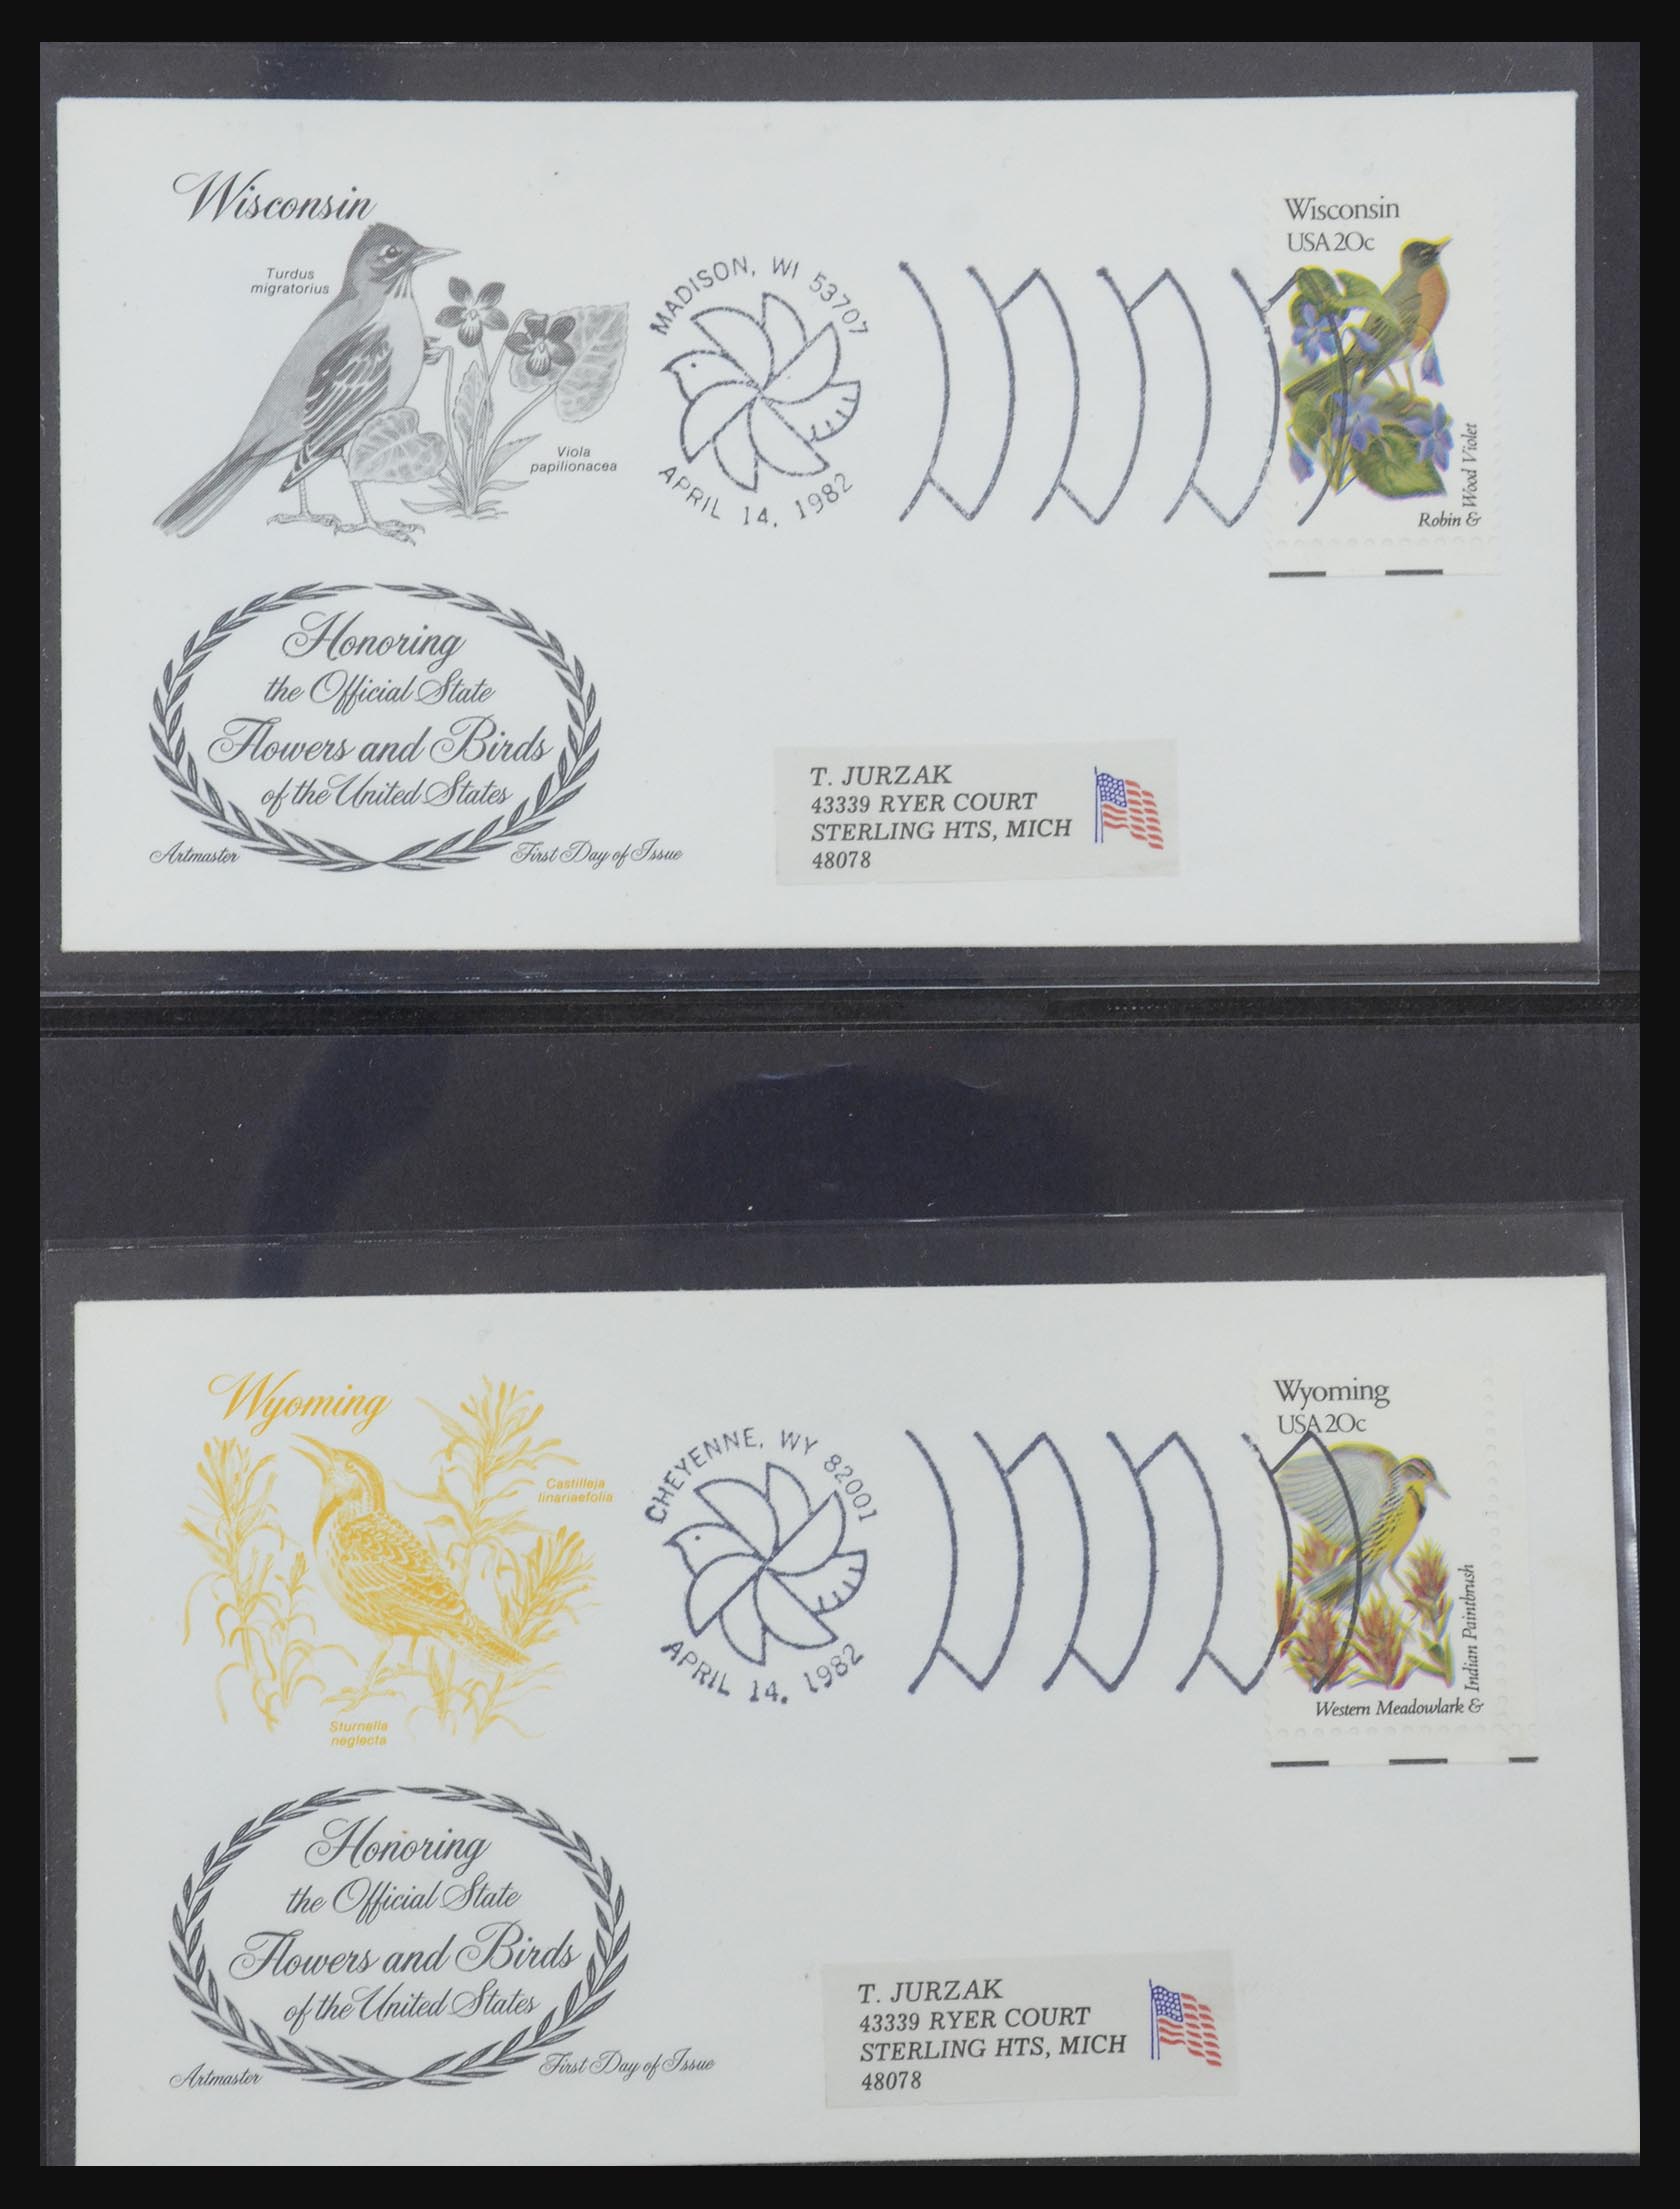 Wisconsin
Turdus
migratorius
Viola
papilionacea
MADISON, WI 53707
APRIL 14, 1982
Wisconsin
USA 20c
Robin &
Wood Violet
Honoring
the Official State
Flowers and Birds
of the United States
Artmaster
First Day of Issue
T. JURZAK
43339 RYER COURT
STERLING HTS, MICH
48078
Wyoming
Castilleja
linariaefolia
Sturnella
neglecta
CHEYENNE, WY 82001
APRIL 14, 1982
Wyoming
USA 20c
Western Meadowlark &
Indian Paintbrush
Honoring
the Official State
Flowers and Birds
of the United States
Artmaster
First Day of Issue
T. JURZAK
43339 RYER COURT
STERLING HTS, MICH
48078